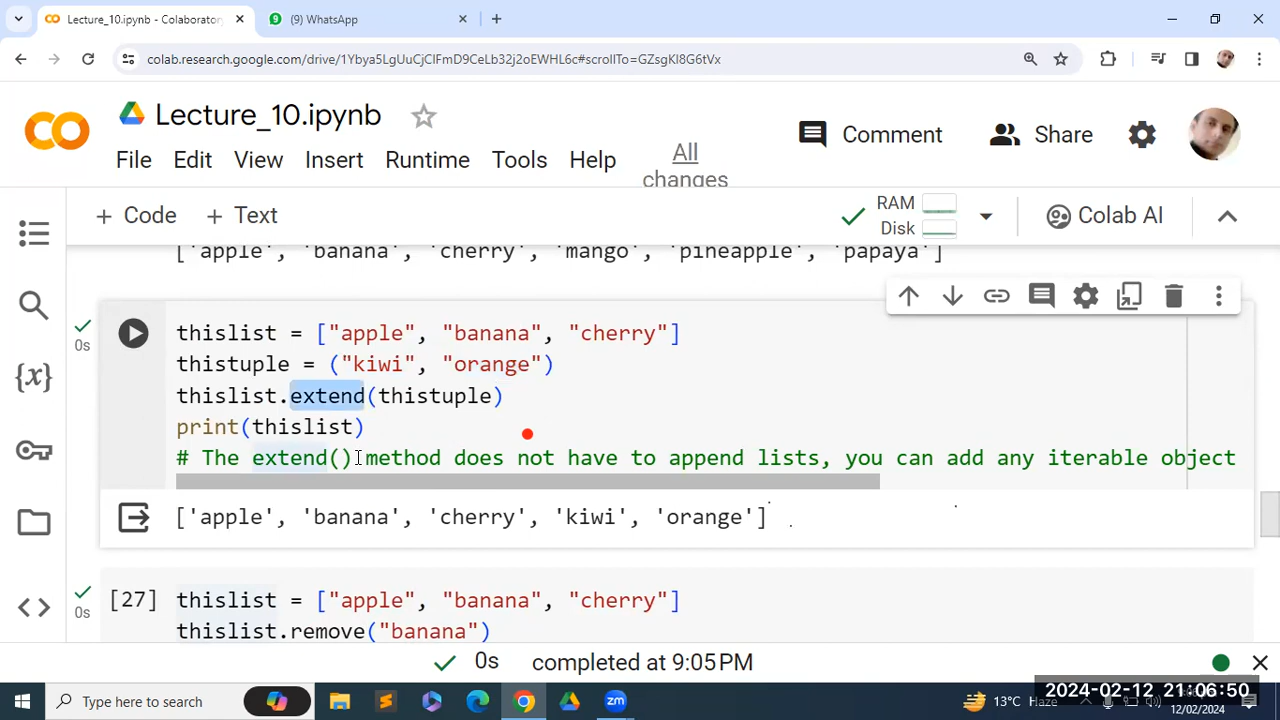 Lecture_10.ipynb - Colaborator
(9) WhatsApp
colab.research.google.com/drive/1Ybya5LgUuCjCIFmD9CeLb32j2oEWHL6c#scrollTo=GZsgKl8G6tVx
Lecture_10.ipynb
Comment
Share
File Edit View Insert Runtime Tools Help
All changes
+ Code + Text
RAM
Disk
Colab AI
['apple', 'banana', 'cherry', 'mango', 'pineapple', 'papaya']
0s
thislist = ["apple", "banana", "cherry"]
thistuple = ("kiwi", "orange")
thislist.extend(thistuple)
print(thislist)
# The extend() method does not have to append lists, you can add any iterable object
['apple', 'banana', 'cherry', 'kiwi', 'orange']
0s
[27]
thislist = ["apple", "banana", "cherry"]
thislist.remove("banana")
0s completed at 9:05 PM
Type here to search
13°C Haze
2024-02-12 21:06:50
12/02/2024